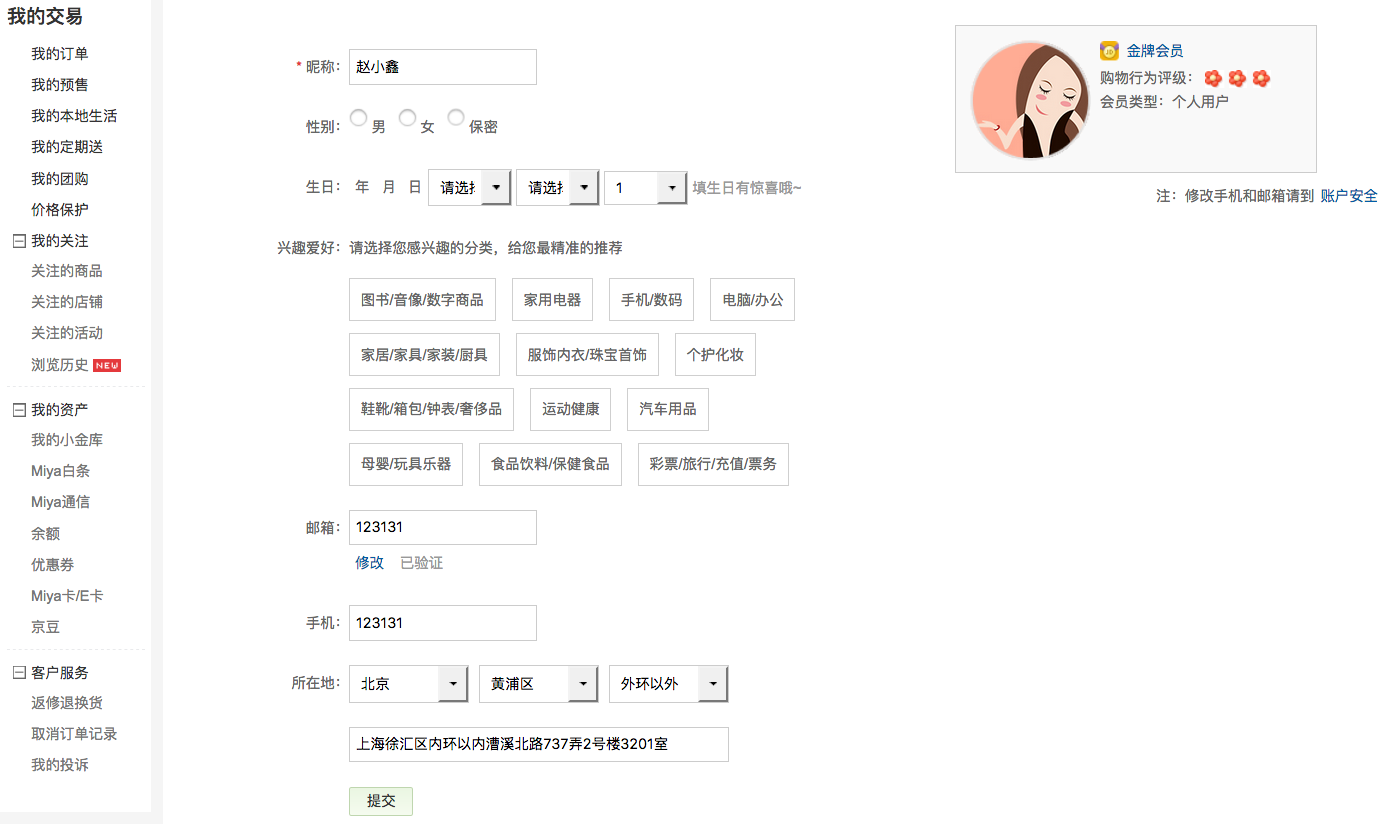 我的交易
我的订单
我的预售
我的本地生活
我的定期送
我的团购
价格保护
我的关注
关注的商品
关注的店铺
关注的活动
浏览历史 NEW
我的资产
我的小金库
Miya白条
Miya通信
余额
优惠券
Miya卡/E卡
京豆
客户服务
返修退换货
取消订单记录
我的投诉
* 昵称: 赵小鑫
性别: 男 女 保密
生日: 年 月 日 请选择 请选择 1 填生日有惊喜哦~
兴趣爱好: 请选择您感兴趣的分类，给您最精准的推荐
图书/音像/数字商品 家用电器 手机/数码 电脑/办公
家居/家具/家装/厨具 服饰内衣/珠宝首饰 个护化妆
鞋靴/箱包/钟表/奢侈品 运动健康 汽车用品
母婴/玩具乐器 食品饮料/保健食品 彩票/旅行/充值/票务
邮箱: 123131
修改 已验证
手机: 123131
所在地: 北京 黄浦区 外环以外
上海徐汇区内环以内漕溪北路737弄2号楼3201室
提交
金牌会员
购物行为评级:
会员类型: 个人用户
注: 修改手机和邮箱请到 账户安全